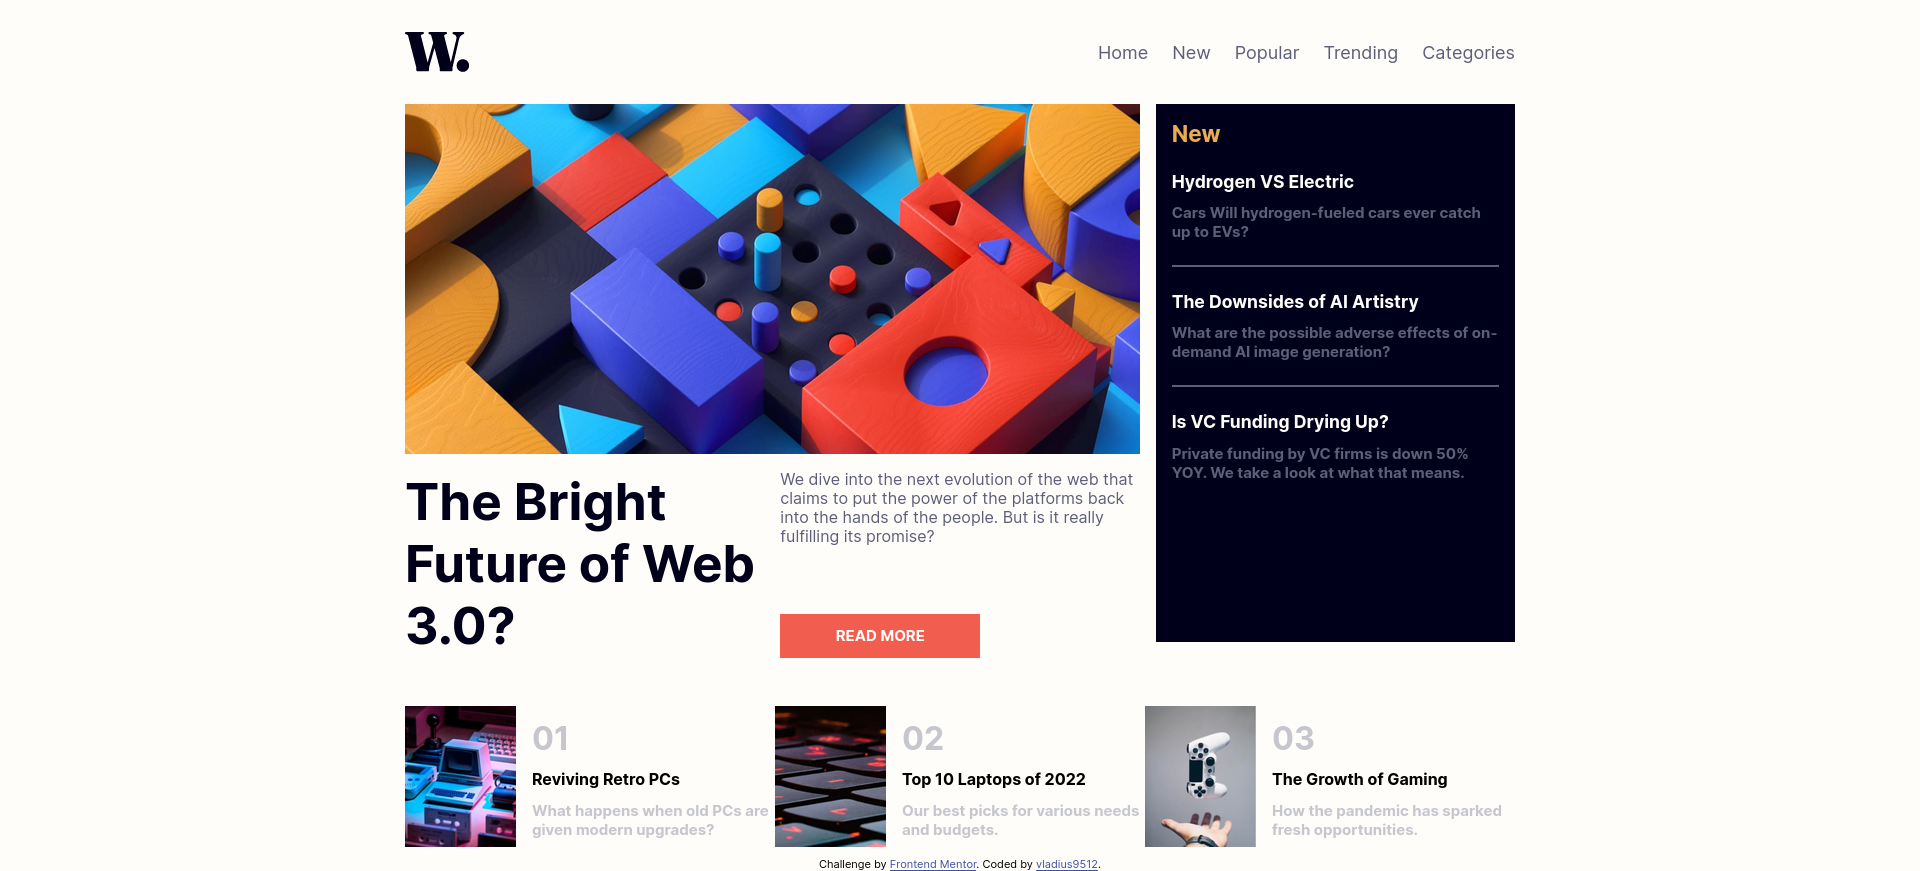 W.
Home New Popular Trending Categories
New
Hydrogen VS Electric
Cars Will hydrogen-fueled cars ever catch
up to EVs?
The Downsides of AI Artistry
What are the possible adverse effects of on-
demand AI image generation?
Is VC Funding Drying Up?
Private funding by VC firms is down 50%
YOY. We take a look at what that means.
The Bright
Future of Web
3.0?
We dive into the next evolution of the web that
claims to put the power of the platforms back
into the hands of the people. But is it really
fulfilling its promise?
READ MORE
01
Reviving Retro PCs
What happens when old PCs are
given modern upgrades?
02
Top 10 Laptops of 2022
Our best picks for various needs
and budgets.
03
The Growth of Gaming
How the pandemic has sparked
fresh opportunities.
Challenge by Frontend Mentor. Coded by vladius9512.